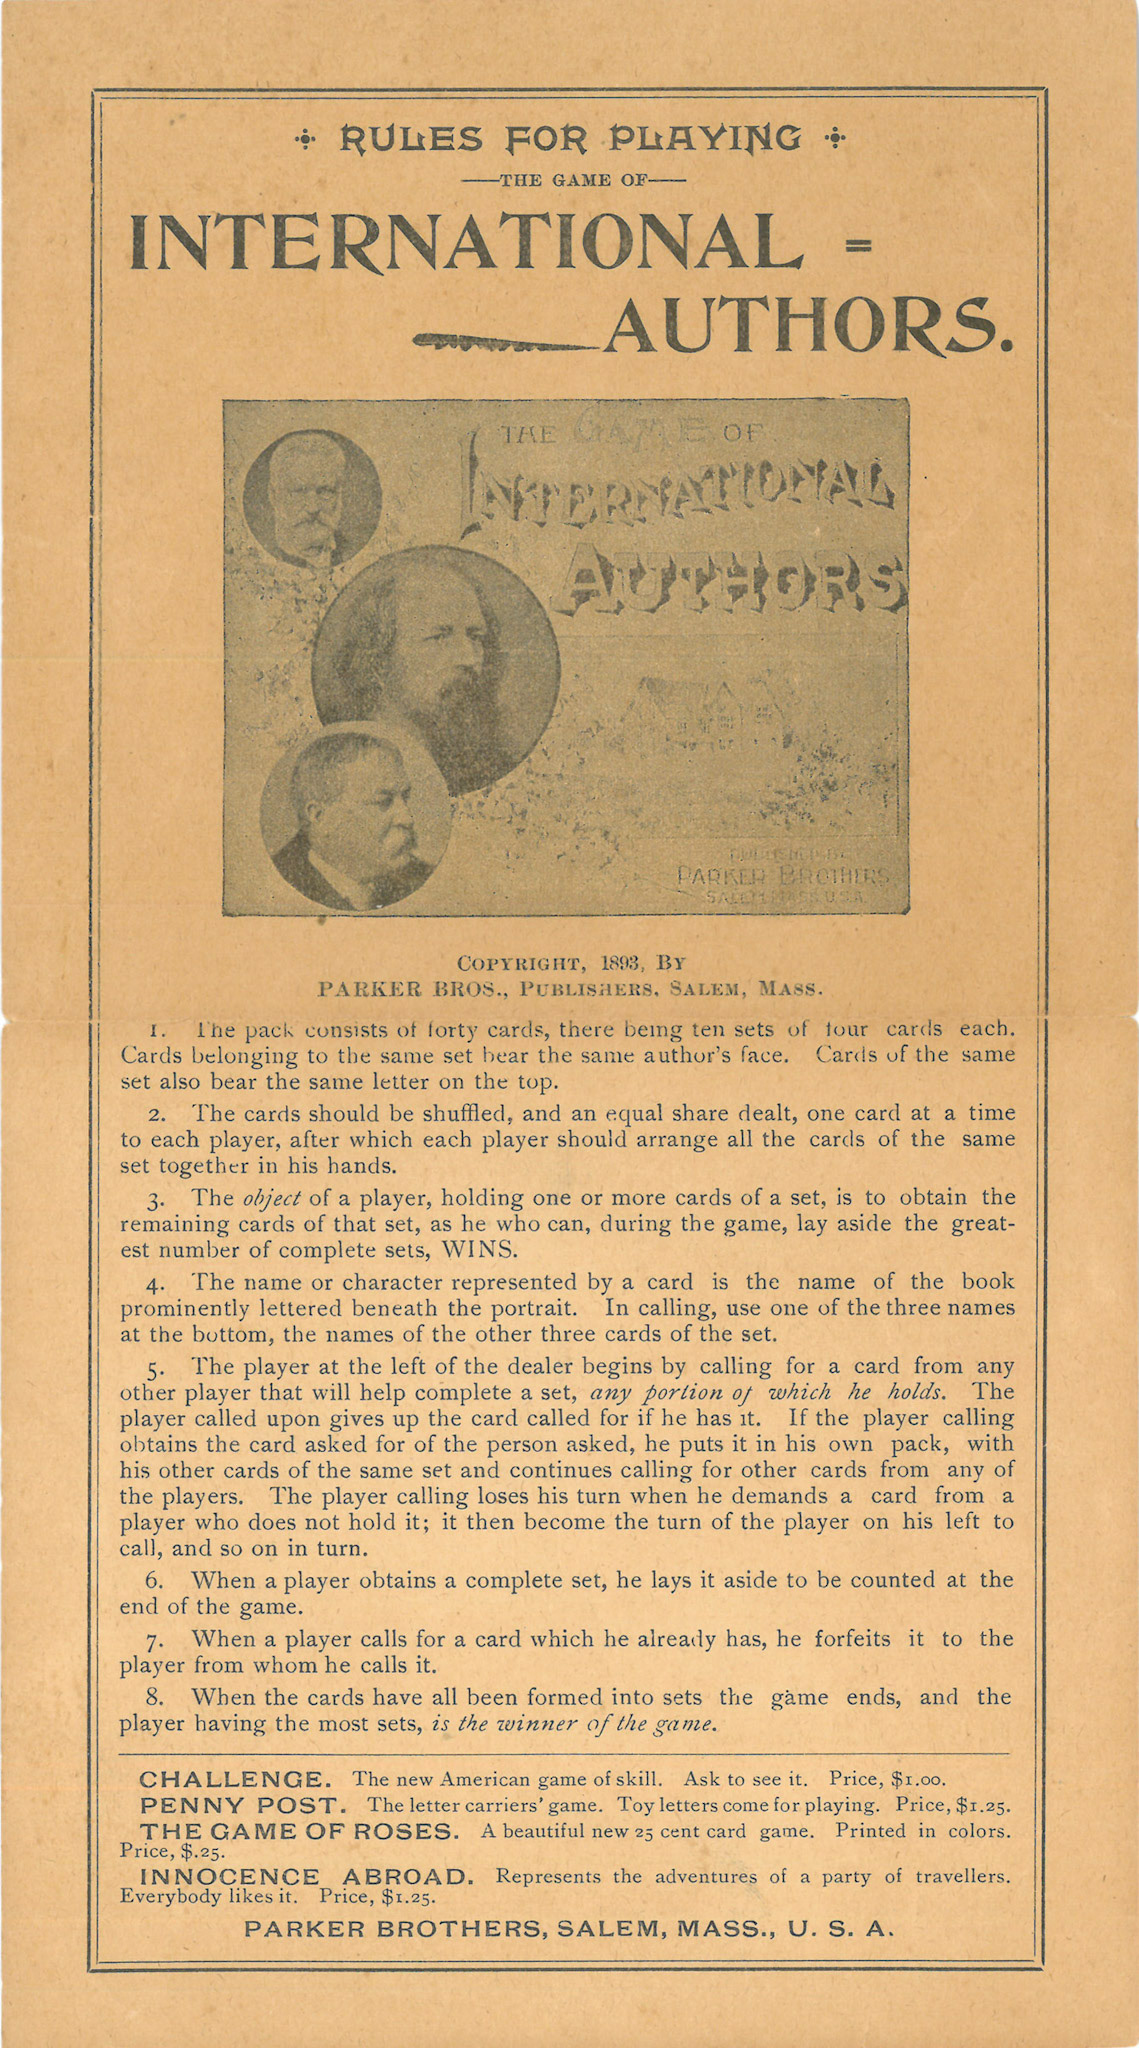 RULES FOR PLAYING
THE GAME OF
INTERNATIONAL =
AUTHORS.
THE GAME OF
INTERNATIONAL
AUTHORS
PUBLISHED BY
PARKER BROTHERS
SALEM MASS U.S.A.
COPYRIGHT, 1893, BY
PARKER BROS., PUBLISHERS, SALEM, MASS.
1. The pack consists of forty cards, there being ten sets of four cards each.
Cards belonging to the same set bear the same author's face. Cards of the same
set also bear the same letter on the top.
2. The cards should be shuffled, and an equal share dealt, one card at a time
to each player, after which each player should arrange all the cards of the same
set together in his hands.
3. The object of a player, holding one or more cards of a set, is to obtain the
remaining cards of that set, as he who can, during the game, lay aside the great-
est number of complete sets, WINS.
4. The name or character represented by a card is the name of the book
prominently lettered beneath the portrait. In calling, use one of the three names
at the bottom, the names of the other three cards of the set.
5. The player at the left of the dealer begins by calling for a card from any
other player that will help complete a set, any portion of which he holds. The
player called upon gives up the card called for if he has it. If the player calling
obtains the card asked for of the person asked, he puts it in his own pack, with
his other cards of the same set and continues calling for other cards from any of
the players. The player calling loses his turn when he demands a card from a
player who does not hold it; it then become the turn of the player on his left to
call, and so on in turn.
6. When a player obtains a complete set, he lays it aside to be counted at the
end of the game.
7. When a player calls for a card which he already has, he forfeits it to the
player from whom he calls it.
8. When the cards have all been formed into sets the game ends, and the
player having the most sets, is the winner of the game.
CHALLENGE. The new American game of skill. Ask to see it. Price, $1.00.
PENNY POST. The letter carriers' game. Toy letters come for playing. Price, $1.25.
THE GAME OF ROSES. A beautiful new 25 cent card game. Printed in colors.
Price, $.25.
INNOCENCE ABROAD. Represents the adventures of a party of travellers.
Everybody likes it. Price, $1.25.
PARKER BROTHERS, SALEM, MASS., U. S. A.